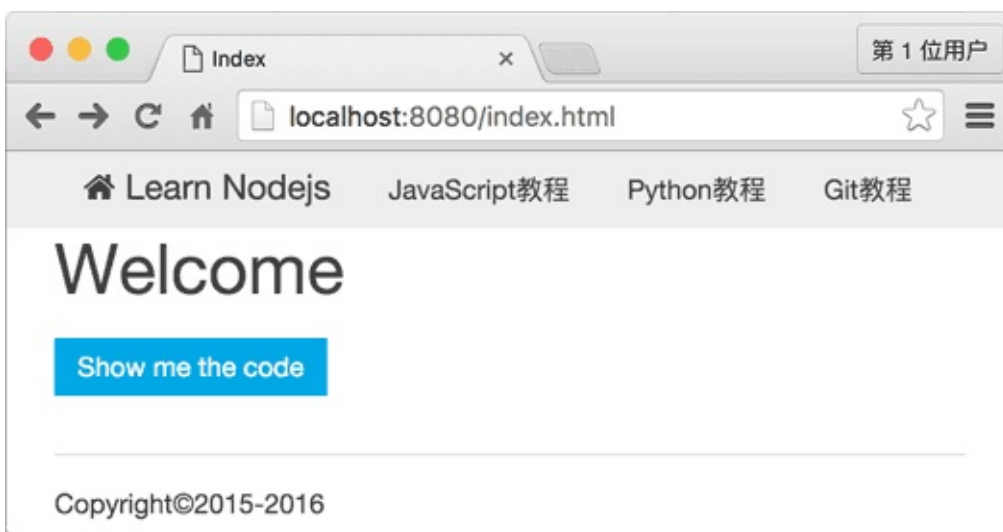 Index
第 1 位用户
localhost:8080/index.html
Learn Nodejs JavaScript教程 Python教程 Git教程
Welcome
Show me the code
Copyright©2015-2016